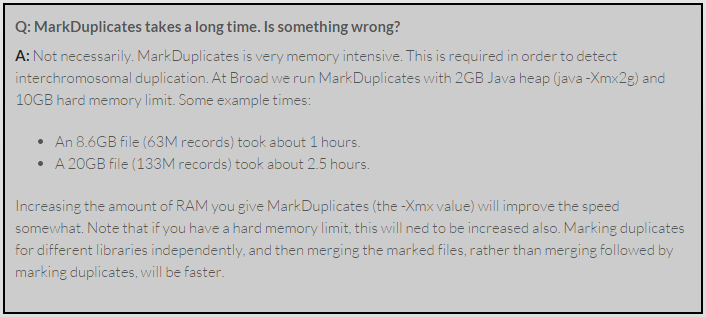 Q: MarkDuplicates takes a long time. Is something wrong?
A: Not necessarily. MarkDuplicates is very memory intensive. This is required in order to detect
interchromosomal duplication. At Broad we run MarkDuplicates with 2GB Java heap (java -Xmx2g) and
10GB hard memory limit. Some example times:
• An 8.6GB file (63M records) took about 1 hours.
• A 20GB file (133M records) took about 2.5 hours.
Increasing the amount of RAM you give MarkDuplicates (the -Xmx value) will improve the speed
somewhat. Note that if you have a hard memory limit, this will ned to be increased also. Marking duplicates
for different libraries independently, and then merging the marked files, rather than merging followed by
marking duplicates, will be faster.